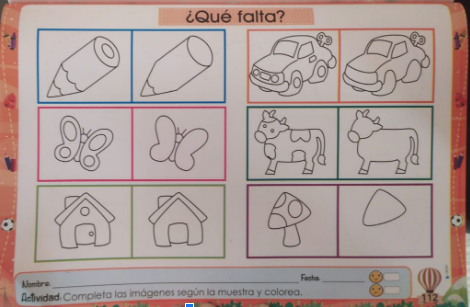 ¿Qué falta?
Nombre:
Fecha:
Actividad: Completa las imágenes según la muestra y colorea.
112